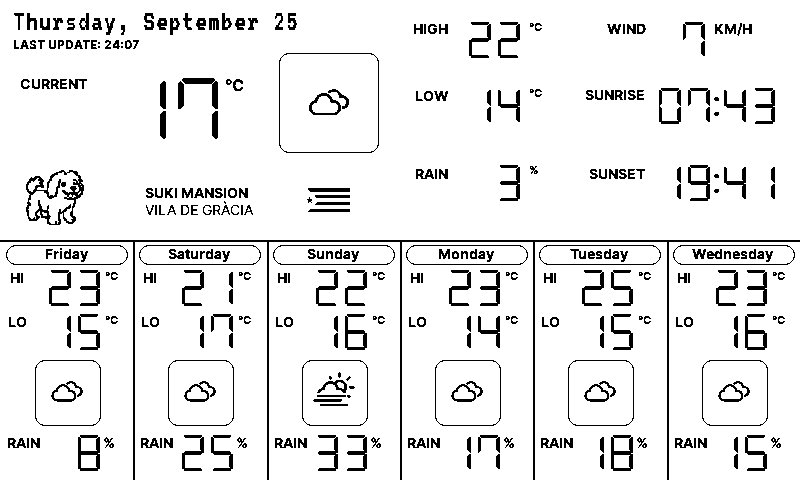 Thursday, September 25
LAST UPDATE: 24:07
CURRENT 17 °C
SUKI MANSION
VILA DE GRÀCIA
HIGH 22 °C
LOW 14 °C
RAIN 3 %
WIND 7 KM/H
SUNRISE 07:43
SUNSET 19:41
Friday
HI 23 °C
LO 15 °C
RAIN 8 %
Saturday
HI 21 °C
LO 17 °C
RAIN 25 %
Sunday
HI 22 °C
LO 16 °C
RAIN 33 %
Monday
HI 23 °C
LO 14 °C
RAIN 17 %
Tuesday
HI 25 °C
LO 15 °C
RAIN 18 %
Wednesday
HI 23 °C
LO 16 °C
RAIN 15 %